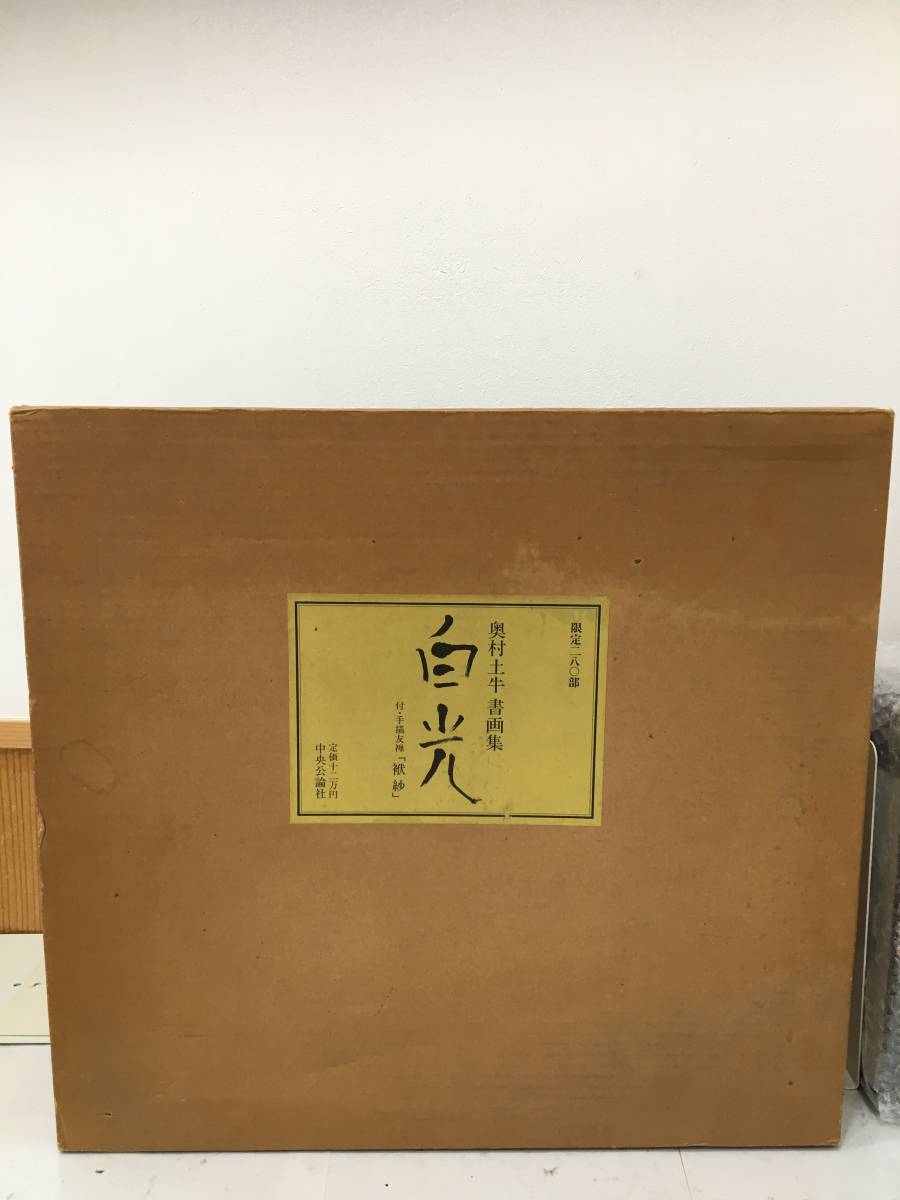 限定二八〇部
奥村土牛 書画集
白光
付・手描友禅「袱紗」
定価十二万円
中央公論社